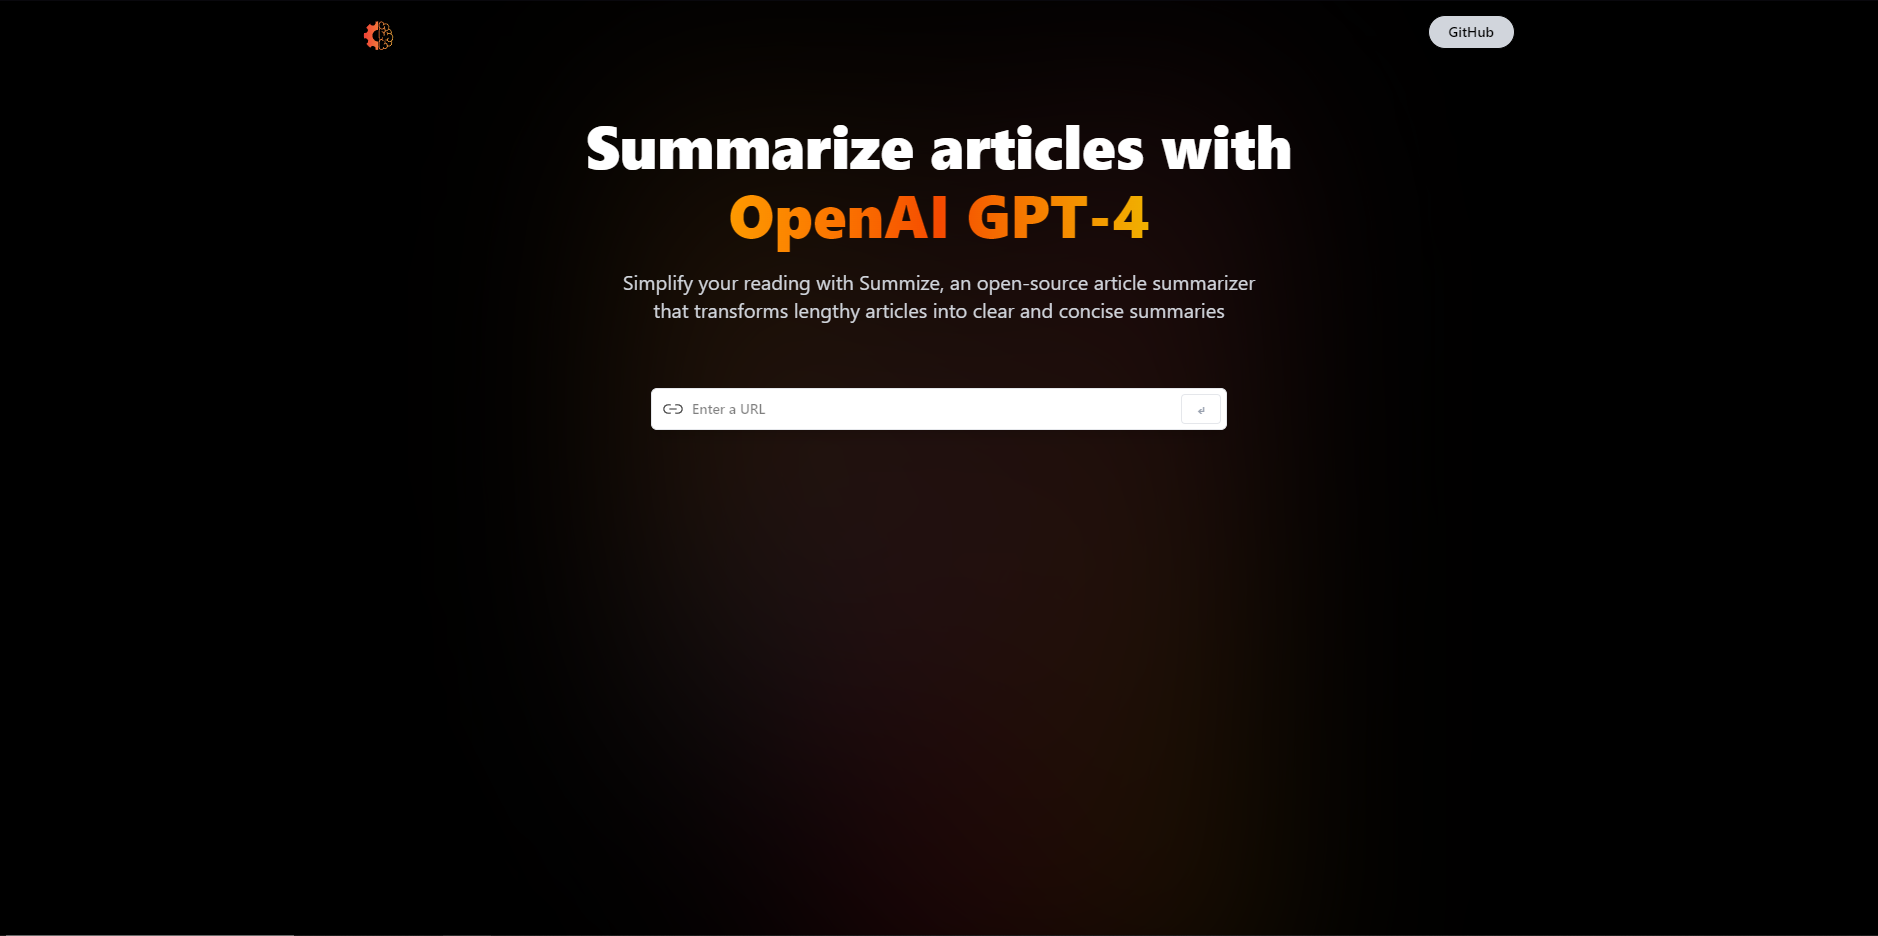 GitHub
Summarize articles with
OpenAI GPT-4
Simplify your reading with Summize, an open-source article summarizer
that transforms lengthy articles into clear and concise summaries
Enter a URL
↵